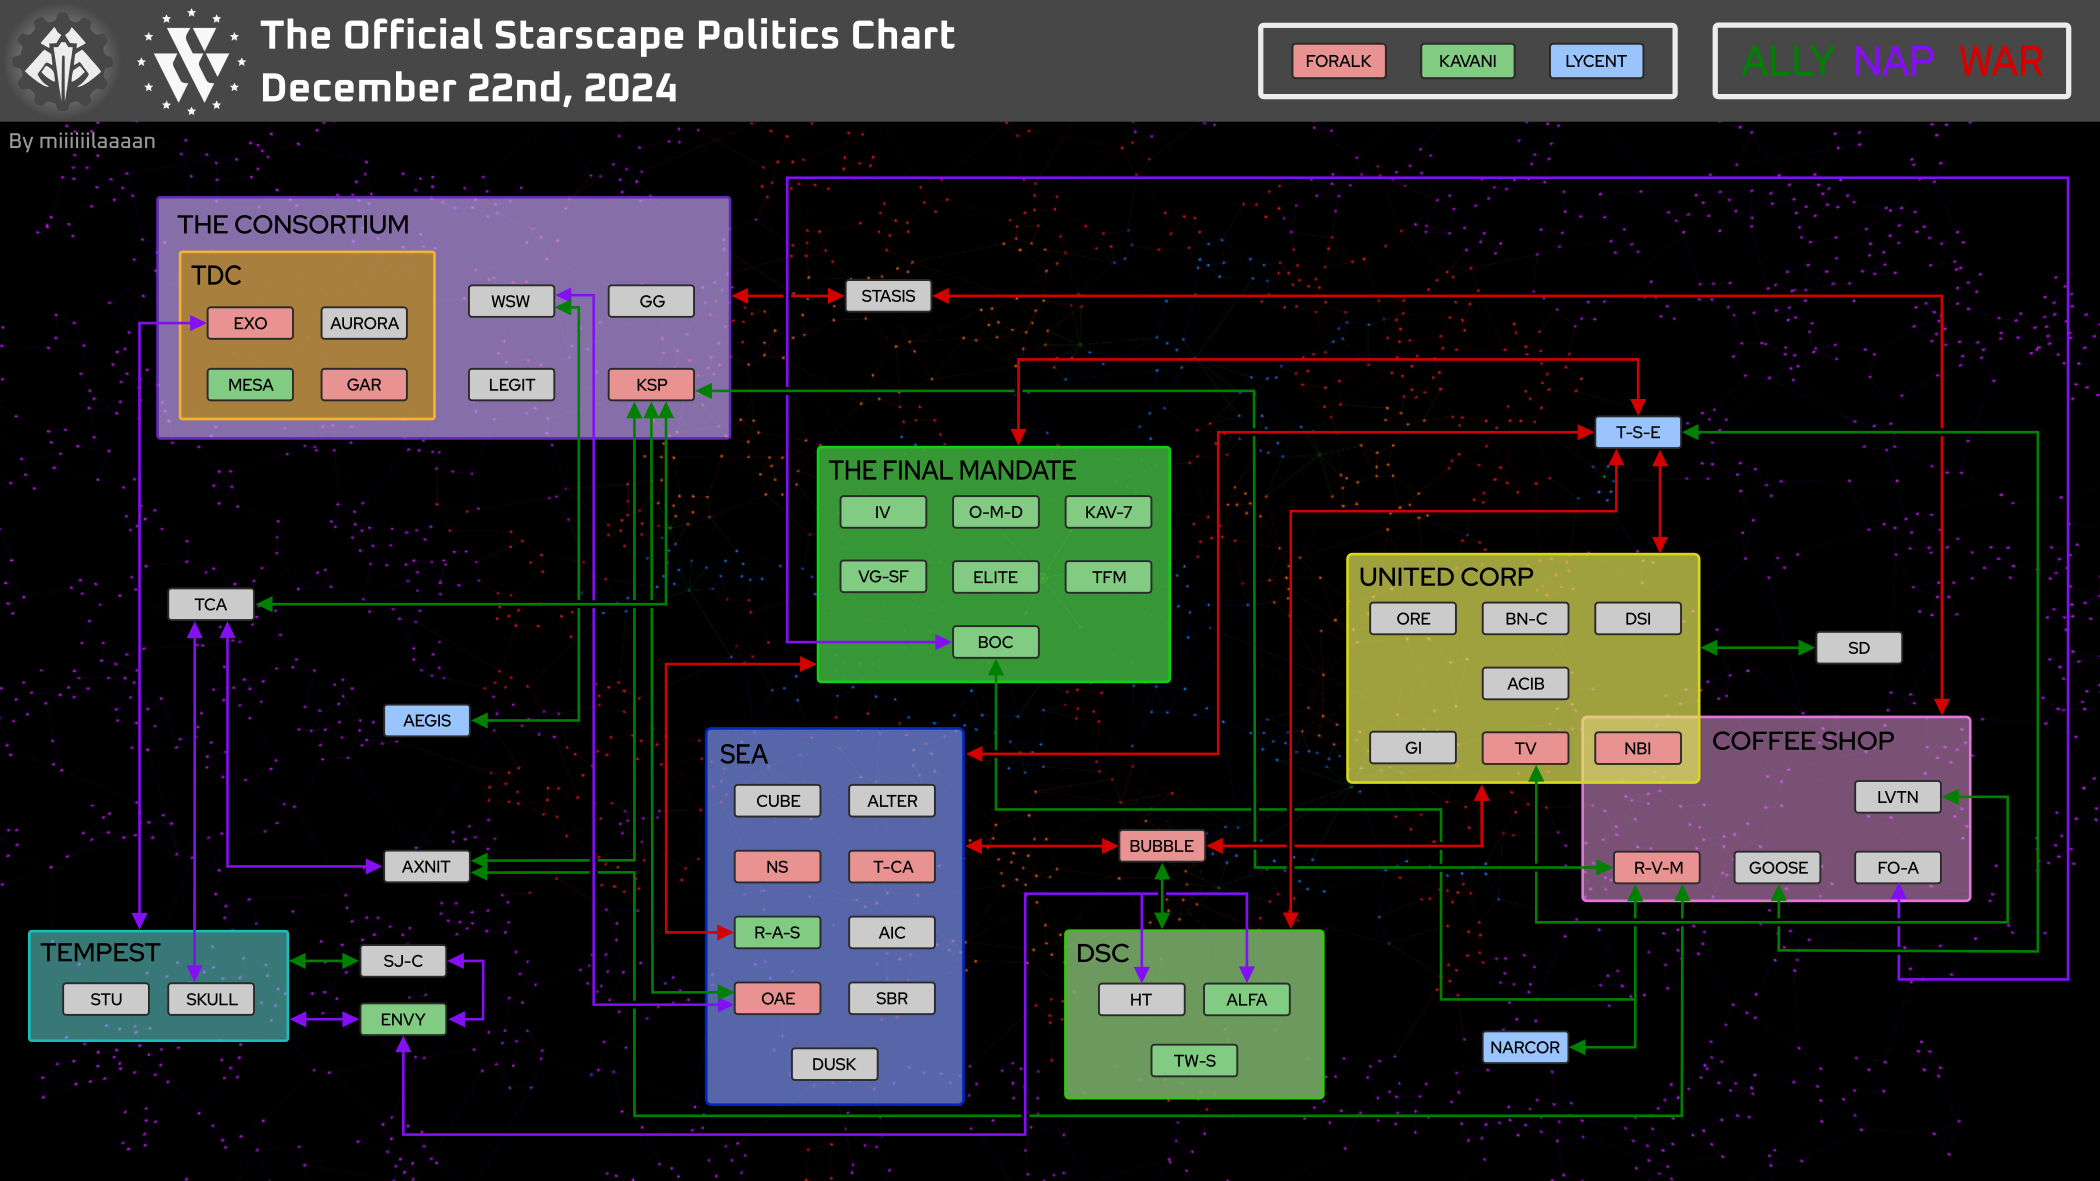 The Official Starscape Politics Chart
December 22nd, 2024
FORALK KAVANI LYCENT
ALLY NAP WAR
By miiiiiilaaaan
THE CONSORTIUM
TDC
EXO AURORA
MESA GAR
WSW GG
LEGIT KSP
STASIS
T-S-E
THE FINAL MANDATE
IV O-M-D KAV-7
VG-SF ELITE TFM
BOC
UNITED CORP
ORE BN-C DSI
ACIB
GI TV NBI
SD
COFFEE SHOP
LVTN
R-V-M GOOSE FO-A
TCA
AEGIS
AXNIT
SEA
CUBE ALTER
NS T-CA
R-A-S AIC
OAE SBR
DUSK
BUBBLE
TEMPEST
STU SKULL
SJ-C
ENVY
DSC
HT ALFA
TW-S
NARCOR